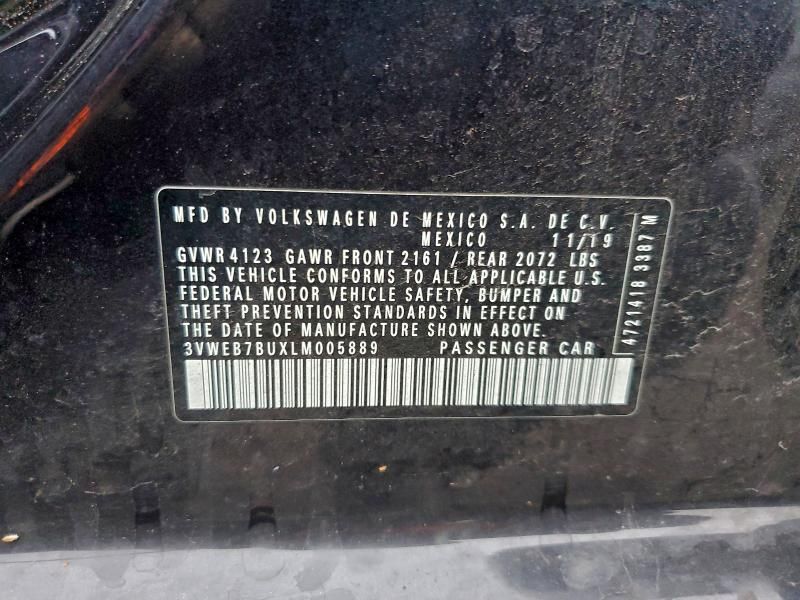 MFD BY VOLKSWAGEN DE MEXICO S.A. DE C.V.
MEXICO 11/19
GVWR 4123 GAWR FRONT 2161 / REAR 2072 LBS
THIS VEHICLE CONFORMS TO ALL APPLICABLE U.S.
FEDERAL MOTOR VEHICLE SAFETY, BUMPER AND
THEFT PREVENTION STANDARDS IN EFFECT ON
THE DATE OF MANUFACTURE SHOWN ABOVE.
3VWEB7BUXLM005889 PASSENGER CAR
4721418 3387 M